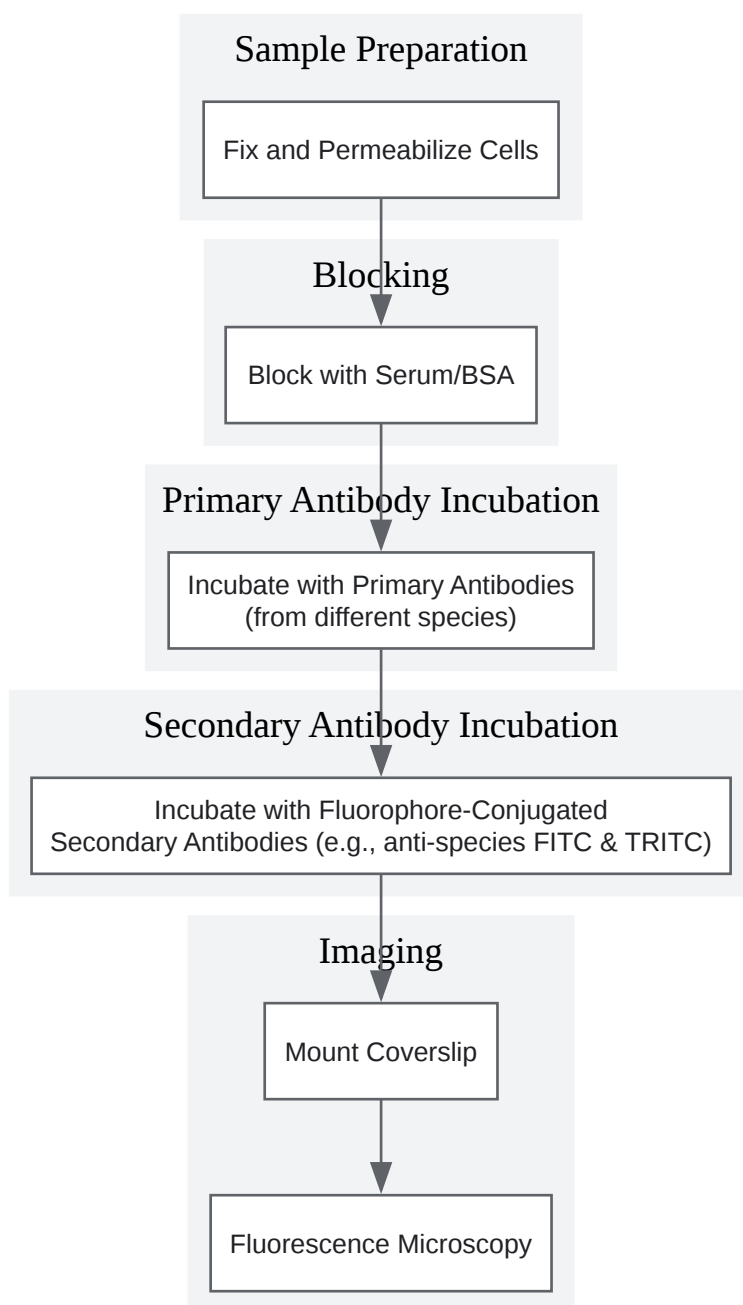 Sample Preparation
Fix and Permeabilize Cells
Blocking
Block with Serum/BSA
Primary Antibody Incubation
Incubate with Primary Antibodies
(from different species)
Secondary Antibody Incubation
Incubate with Fluorophore-Conjugated
Secondary Antibodies (e.g., anti-species FITC & TRITC)
Imaging
Mount Coverslip
Fluorescence Microscopy